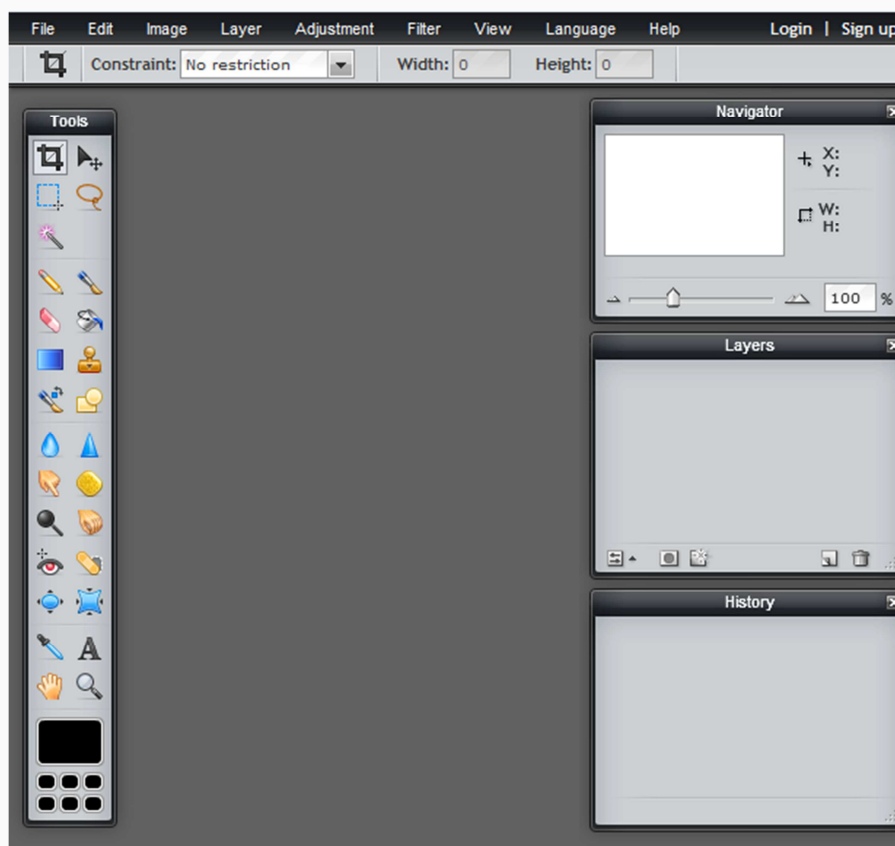 File Edit Image Layer Adjustment Filter View Language Help Login | Sign up
Constraint: No restriction Width: 0 Height: 0
Tools
Navigator
X:
Y:
W:
H:
100 %
Layers
History